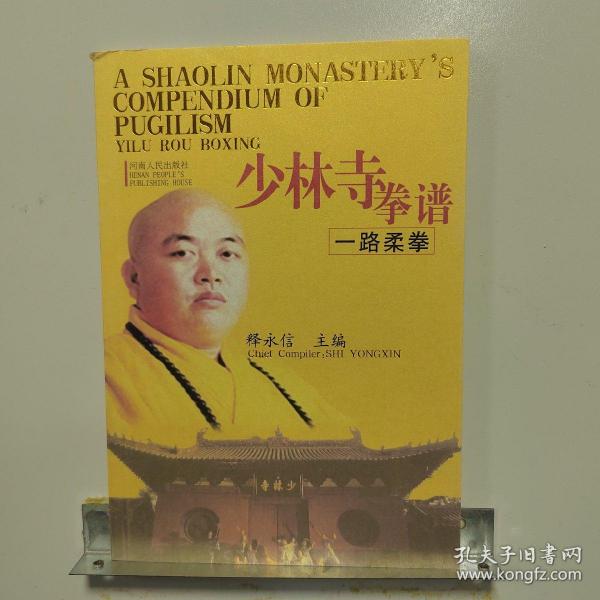 A SHAOLIN MONASTERY'S
COMPENDIUM OF
PUGILISM
YILU ROU BOXING
河南人民出版社
HENAN PEOPLE'S
PUBLISHING HOUSE
少林寺拳谱
一路柔拳
释永信 主编
Chief Compiler:SHI YONGXIN
寺林少
孔夫子旧书网
www.kongfz.com